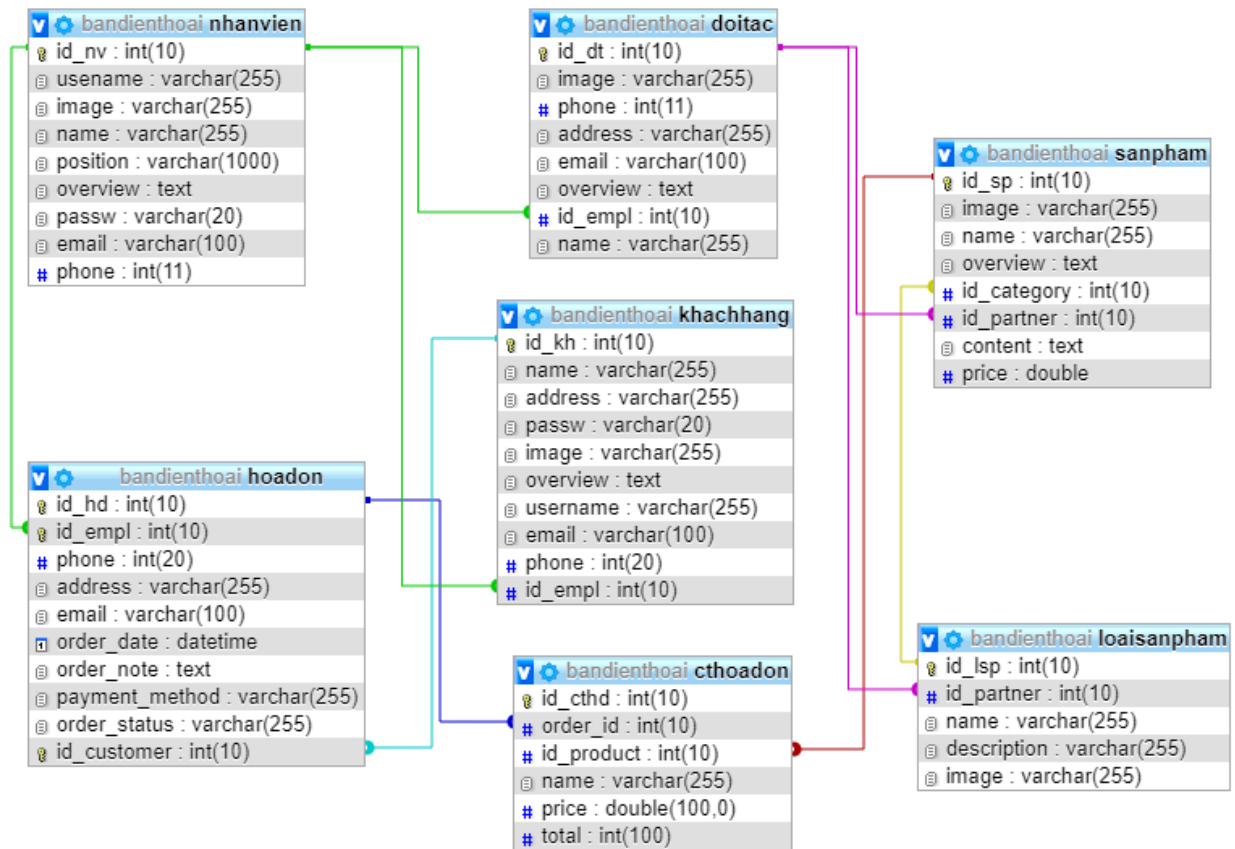 bandienthoai nhanvien
id_nv : int(10)
usename : varchar(255)
image : varchar(255)
name : varchar(255)
position : varchar(1000)
overview : text
passw : varchar(20)
email : varchar(100)
phone : int(11)
bandienthoai doitac
id_dt : int(10)
image : varchar(255)
phone : int(11)
address : varchar(255)
email : varchar(100)
overview : text
id_empl : int(10)
name : varchar(255)
bandienthoai sanpham
id_sp : int(10)
image : varchar(255)
name : varchar(255)
overview : text
id_category : int(10)
id_partner : int(10)
content : text
price : double
bandienthoai khachhang
id_kh : int(10)
name : varchar(255)
address : varchar(255)
passw : varchar(20)
image : varchar(255)
overview : text
username : varchar(255)
email : varchar(100)
phone : int(20)
id_empl : int(10)
bandienthoai hoadon
id_hd : int(10)
id_empl : int(10)
phone : int(20)
address : varchar(255)
email : varchar(100)
order_date : datetime
order_note : text
payment_method : varchar(255)
order_status : varchar(255)
id_customer : int(10)
bandienthoai cthoadon
id_cthd : int(10)
order_id : int(10)
id_product : int(10)
name : varchar(255)
price : double(100,0)
total : int(100)
bandienthoai loaisanpham
id_lsp : int(10)
id_partner : int(10)
name : varchar(255)
description : varchar(255)
image : varchar(255)